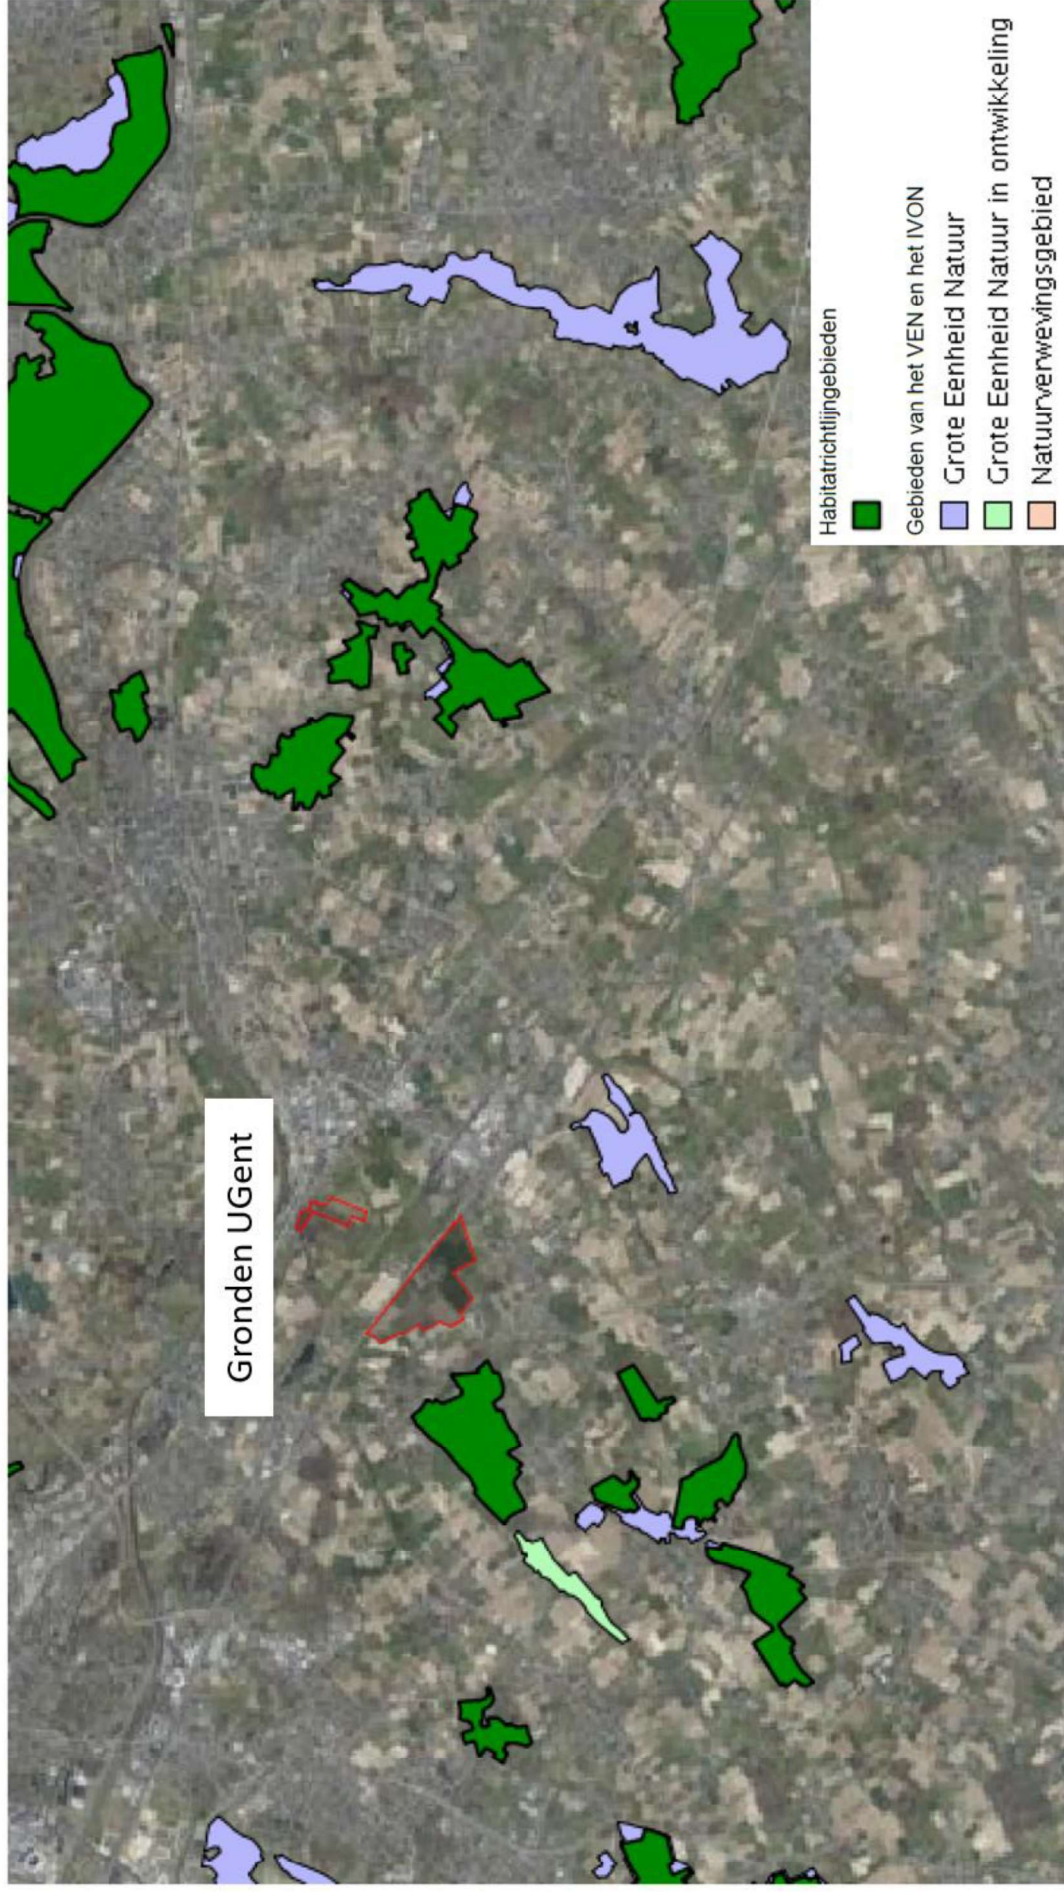 Gronden UGent
Habitatrichtlijngebieden
Gebieden van het VEN en het IVON
Grote Eenheid Natuur
Grote Eenheid Natuur in ontwikkeling
Natuurverwevingsgebied